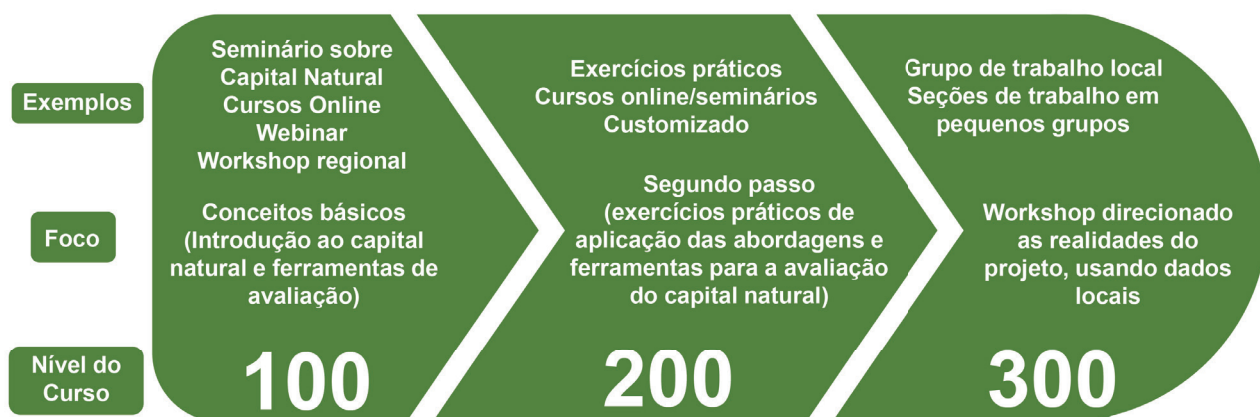 Exemplos
Seminário sobre
Capital Natural
Cursos Online
Webinar
Workshop regional
Exercícios práticos
Cursos online/seminários
Customizado
Grupo de trabalho local
Seções de trabalho em
pequenos grupos
Foco
Conceitos básicos
(Introdução ao capital
natural e ferramentas de
avaliação)
Segundo passo
(exercícios práticos de
aplicação das abordagens e
ferramentas para a avaliação
do capital natural)
Workshop direcionado
as realidades do
projeto, usando dados
locais
Nível do
Curso
100
200
300